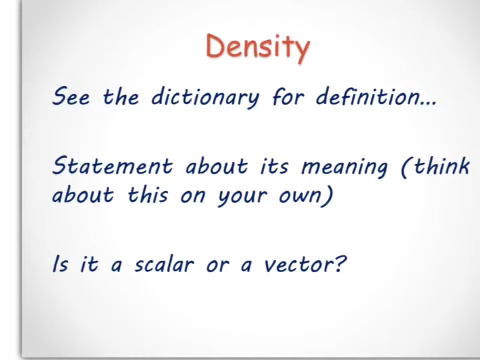 Density
See the dictionary for definition...
Statement about its meaning (think
about this on your own)
Is it a scalar or a vector?